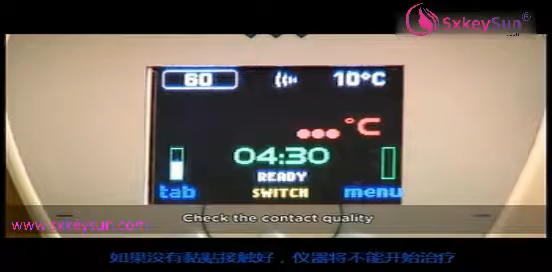 SxkeySun®
60
10°C
°C
04:30
READY
tab SWITCH menu
Check the contact quality
www.sxkeysun.com
如果没有黏贴接触好，仪器将不能开始治疗